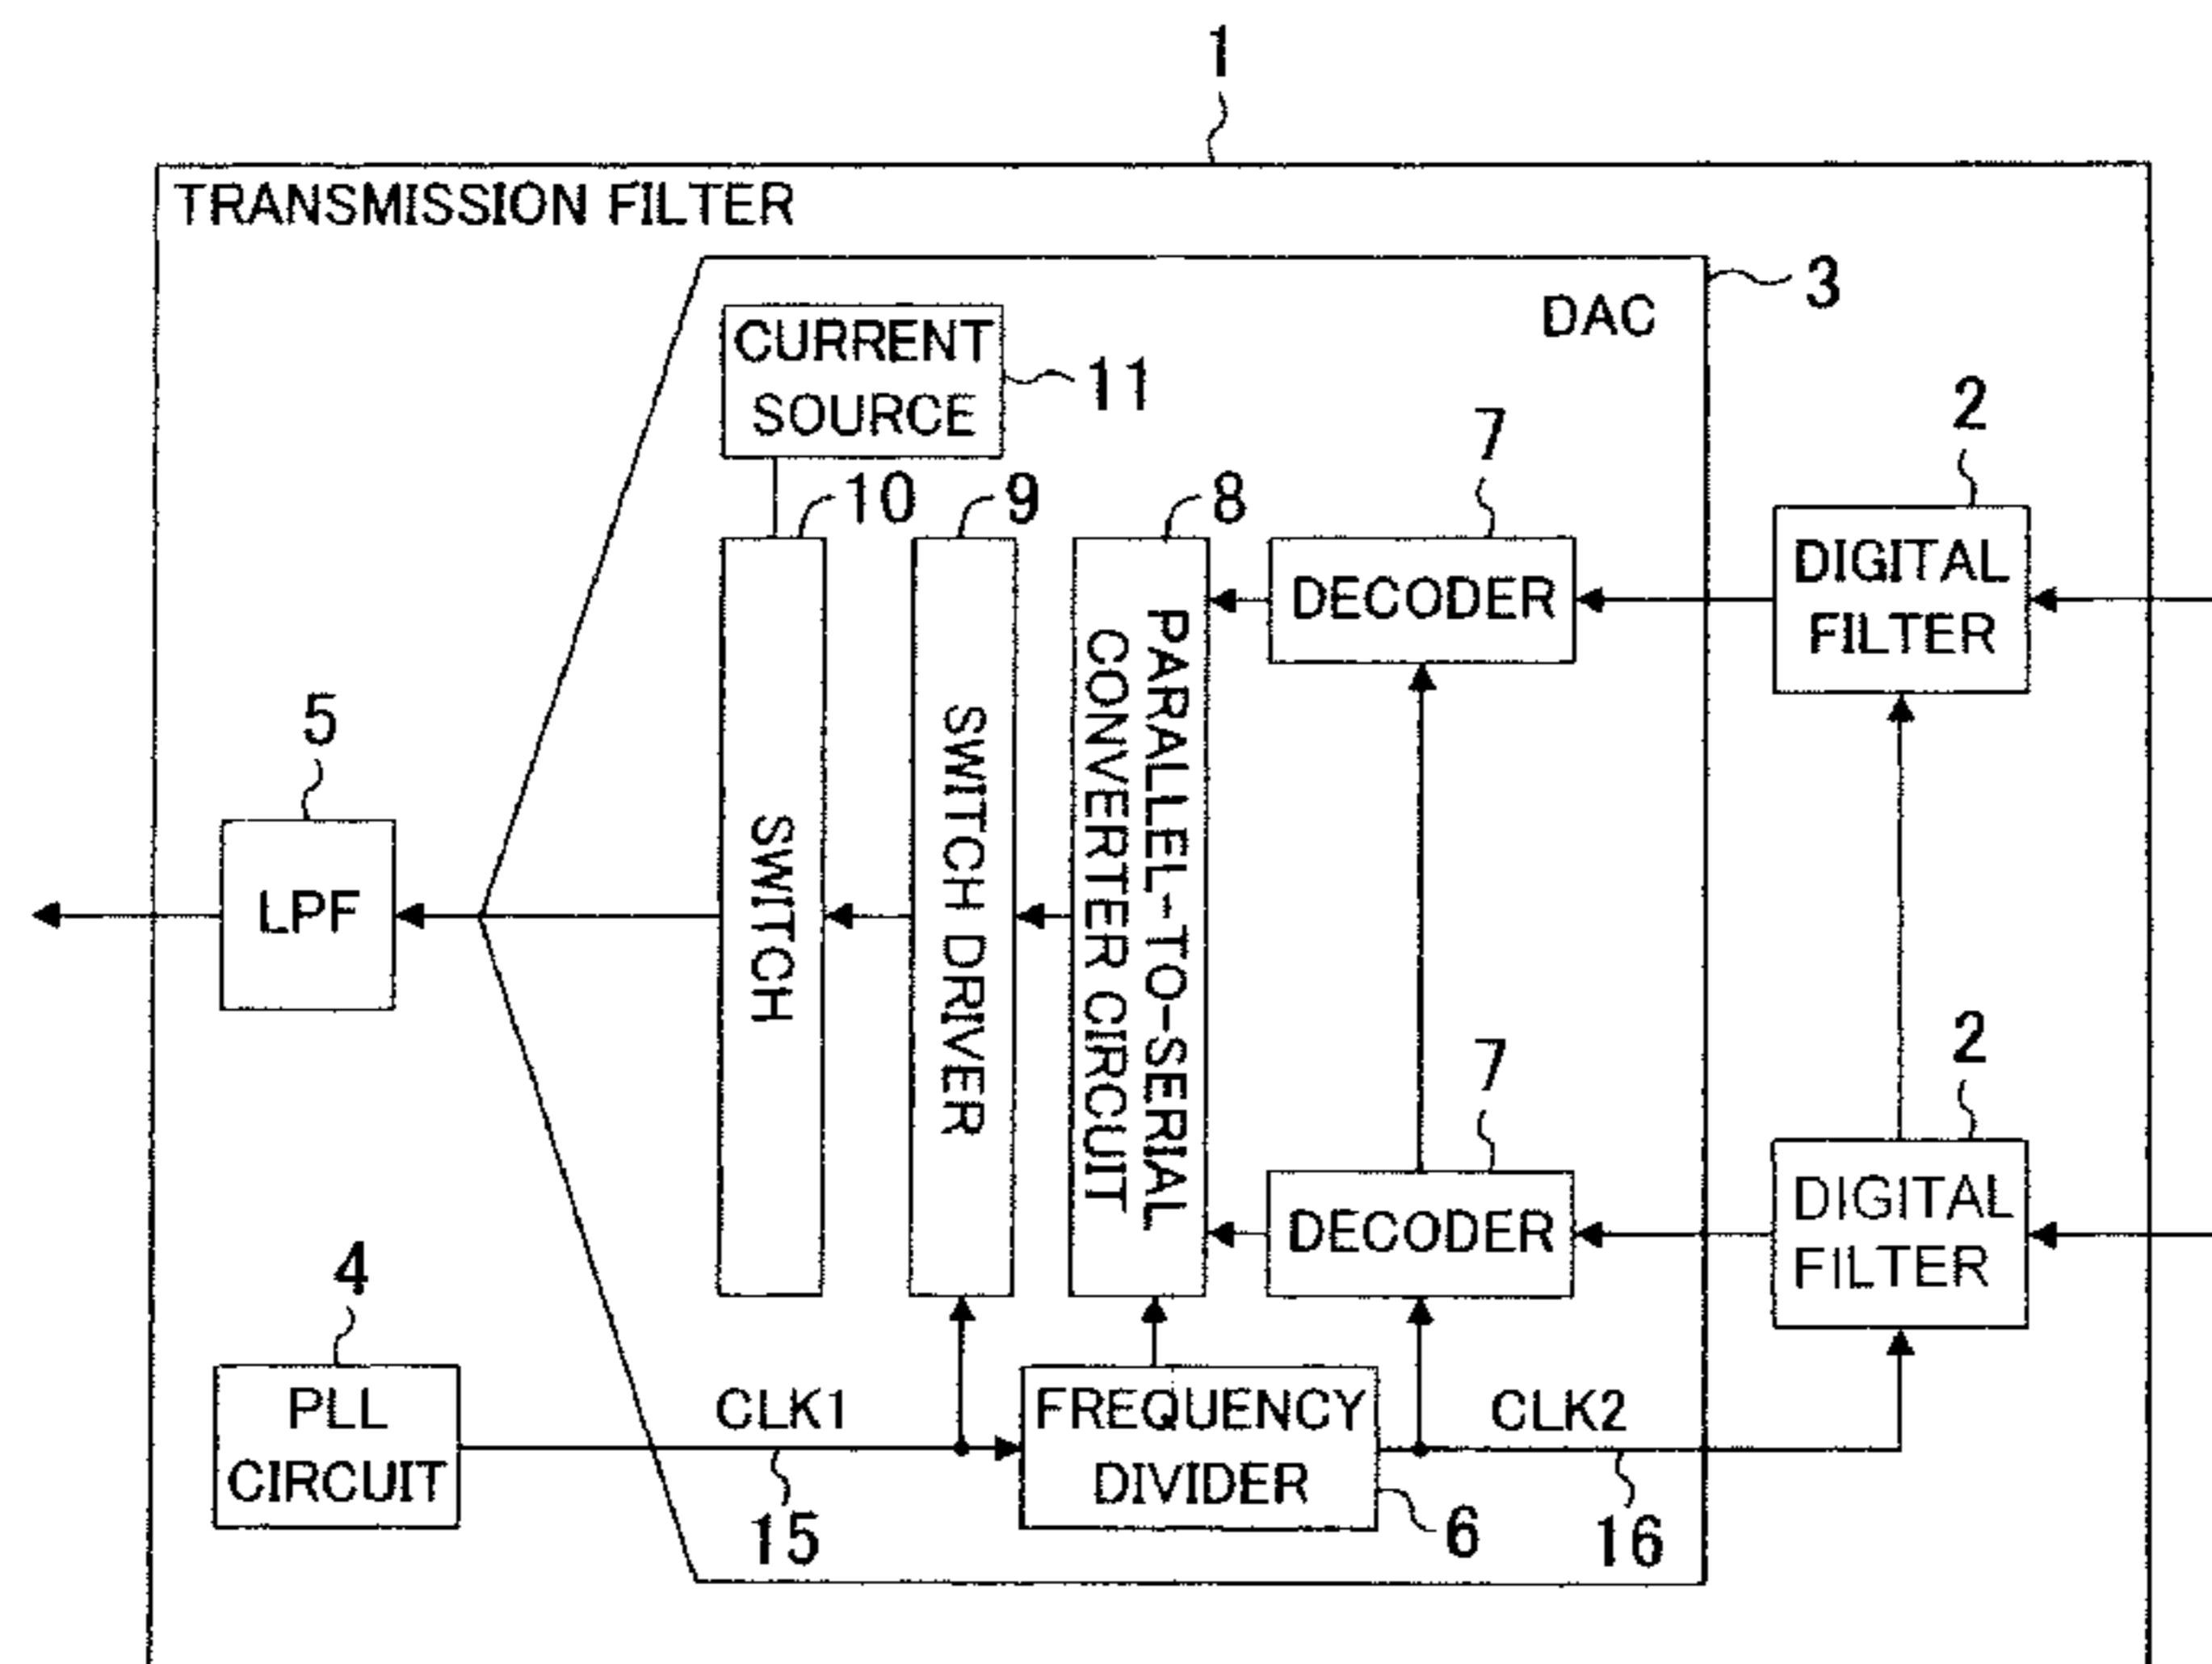 1
TRANSMISSION FILTER
3
DAC
CURRENT
SOURCE
11
2
7
10
9
8
DIGITAL
FILTER
DECODER
PARALLEL-TO-SERIAL
CONVERTER CIRCUIT
SWITCH DRIVER
SWITCH
5
LPF
2
7
DIGITAL
FILTER
DECODER
4
PLL
CIRCUIT
CLK1
15
FREQUENCY
DIVIDER
6
CLK2
16